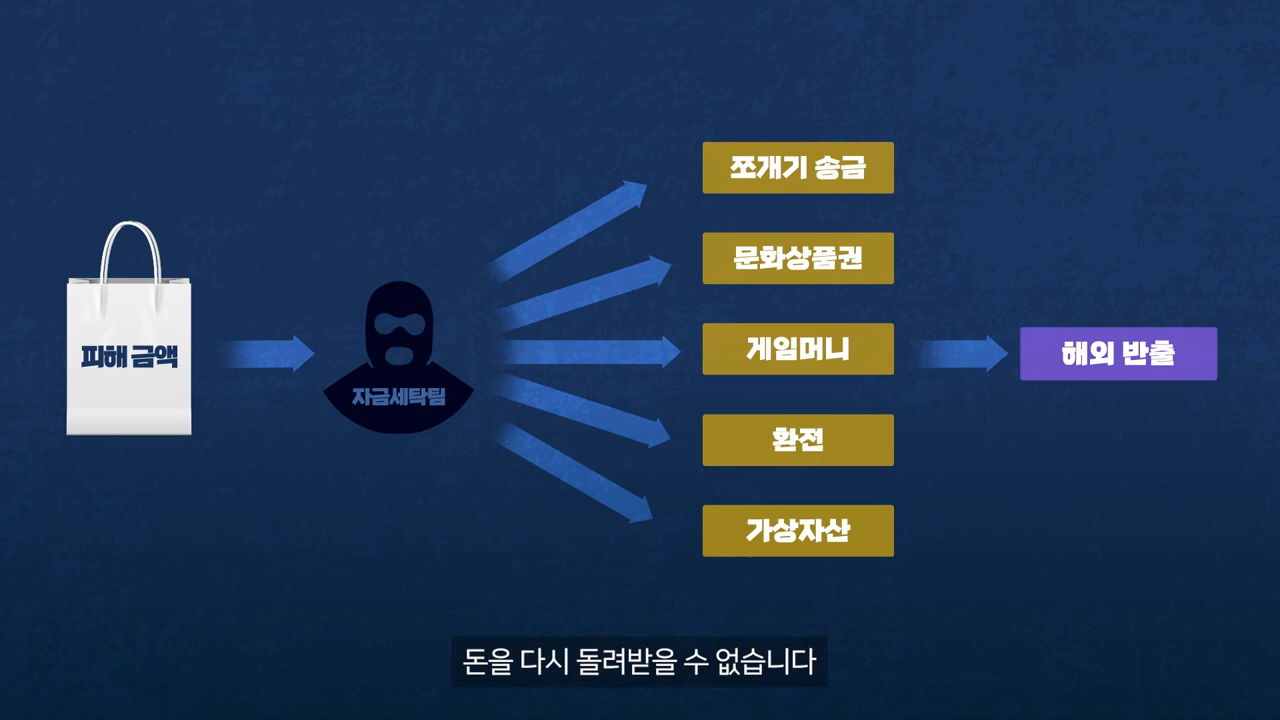 피해 금액
자금세탁팀
쪼개기 송금
문화상품권
게임머니
환전
가상자산
해외 반출
돈을 다시 돌려받을 수 없습니다